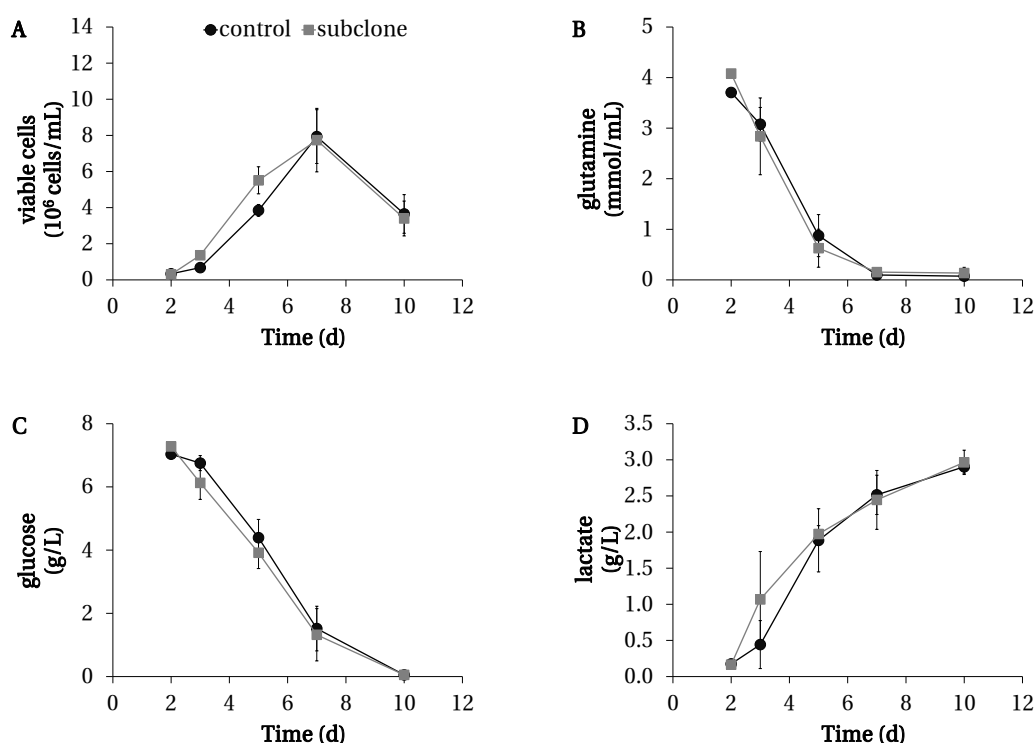 A
● control ■ subclone
14
12
10
8
6
4
2
0
viable cells
(10⁶ cells/mL)
0 2 4 6 8 10 12
Time (d)
B
5
4
3
2
1
0
glutamine
(mmol/mL)
0 2 4 6 8 10 12
Time (d)
C
8
6
4
2
0
glucose
(g/L)
0 2 4 6 8 10 12
Time (d)
D
3.5
3.0
2.5
2.0
1.5
1.0
0.5
0.0
lactate
(g/L)
0 2 4 6 8 10 12
Time (d)